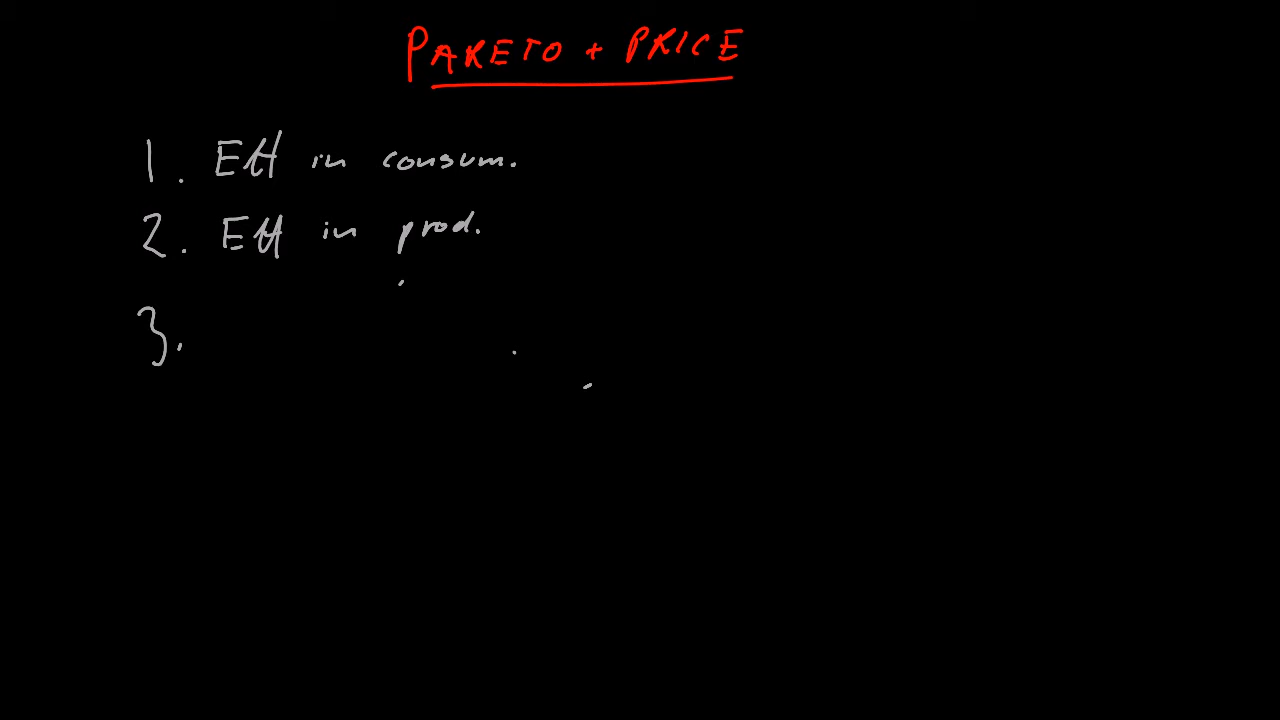 PARETO + PRICE
1. Eff in consum.
2. Eff in prod.
3.